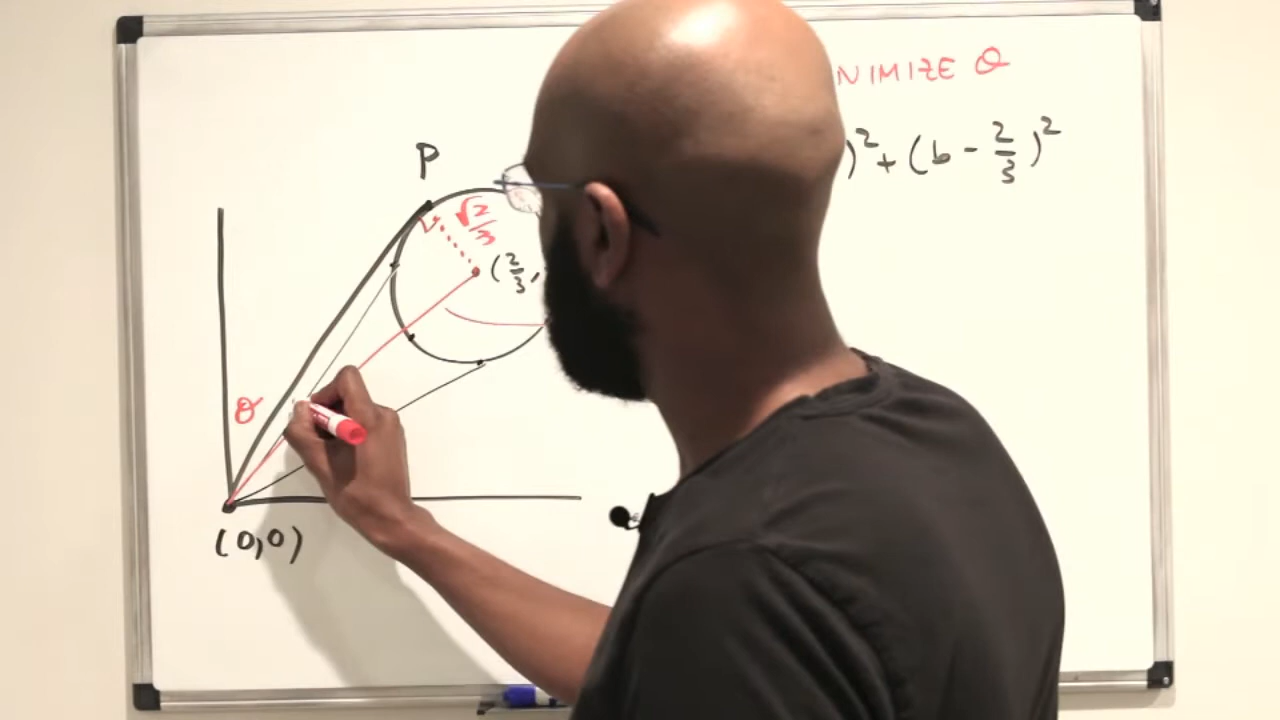 NIMIZE θ
)² + (b - 2/3)²
P
√2/3
(2/3,
θ
(0,0)